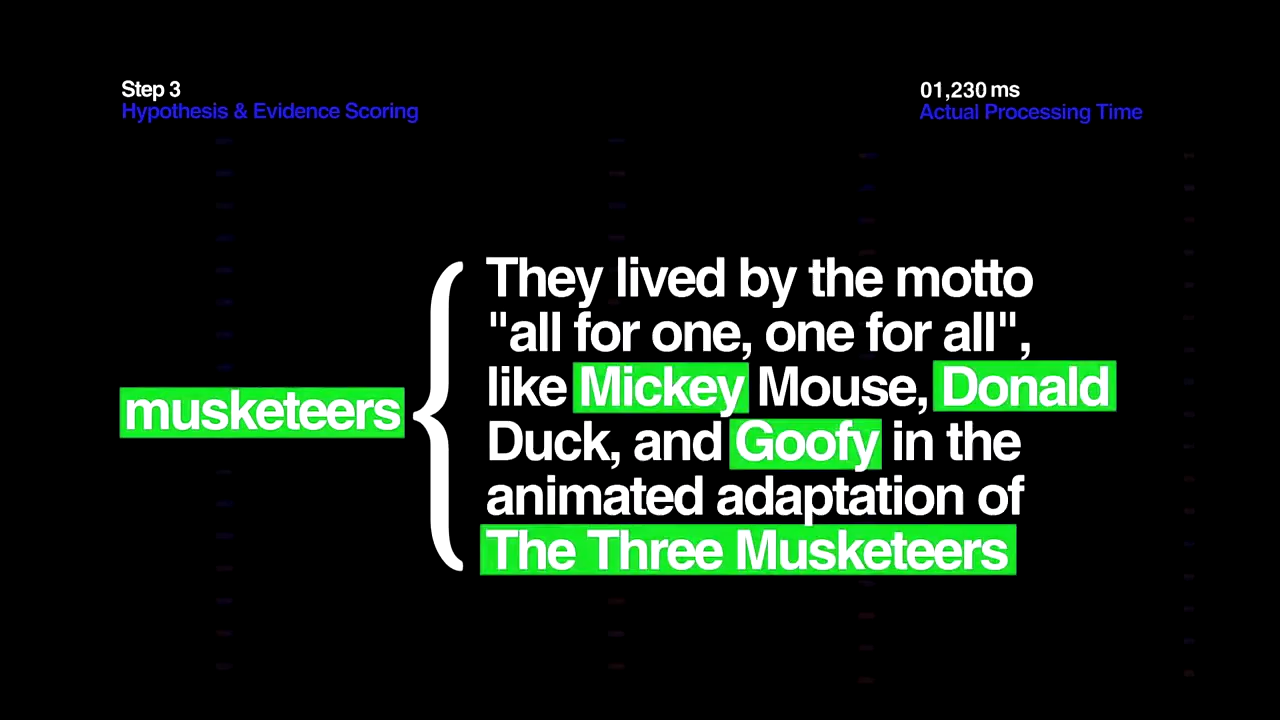 Step 3
Hypothesis & Evidence Scoring
01,230 ms
Actual Processing Time
musketeers
They lived by the motto
"all for one, one for all",
like Mickey Mouse, Donald
Duck, and Goofy in the
animated adaptation of
The Three Musketeers